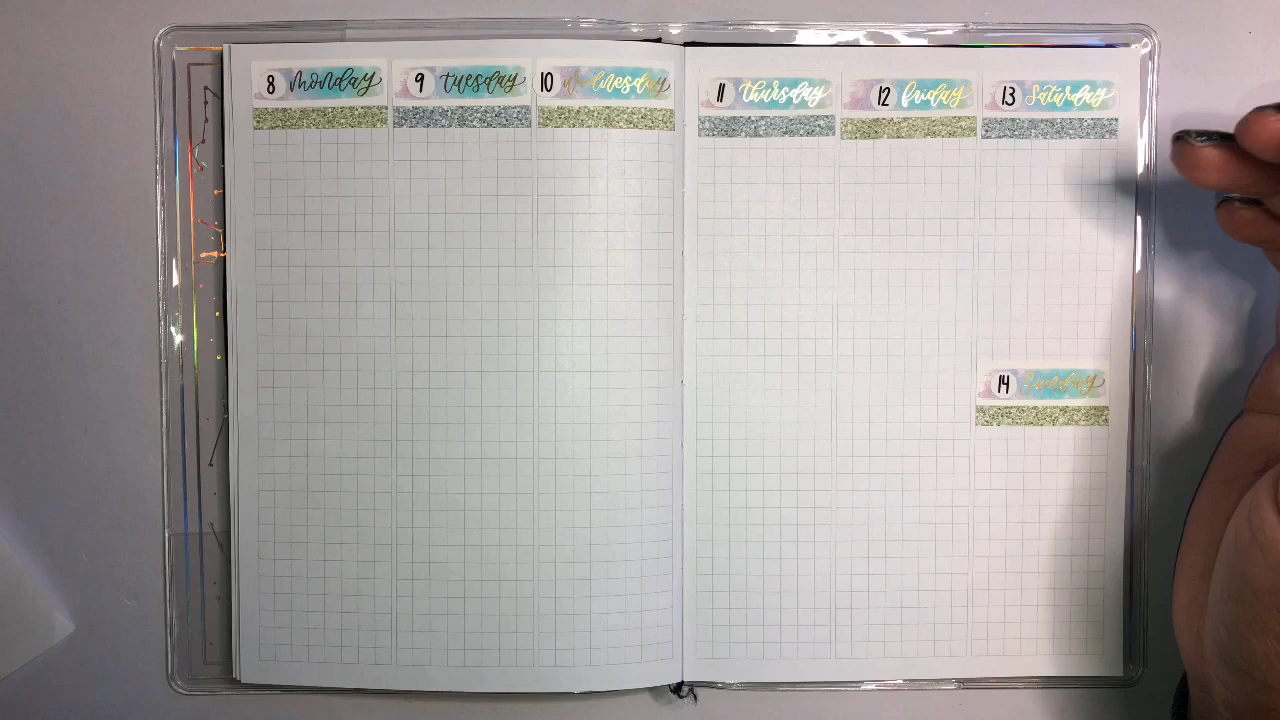 8 monday
9 tuesday
10 wednesday
11 thursday
12 friday
13 saturday
14 sunday